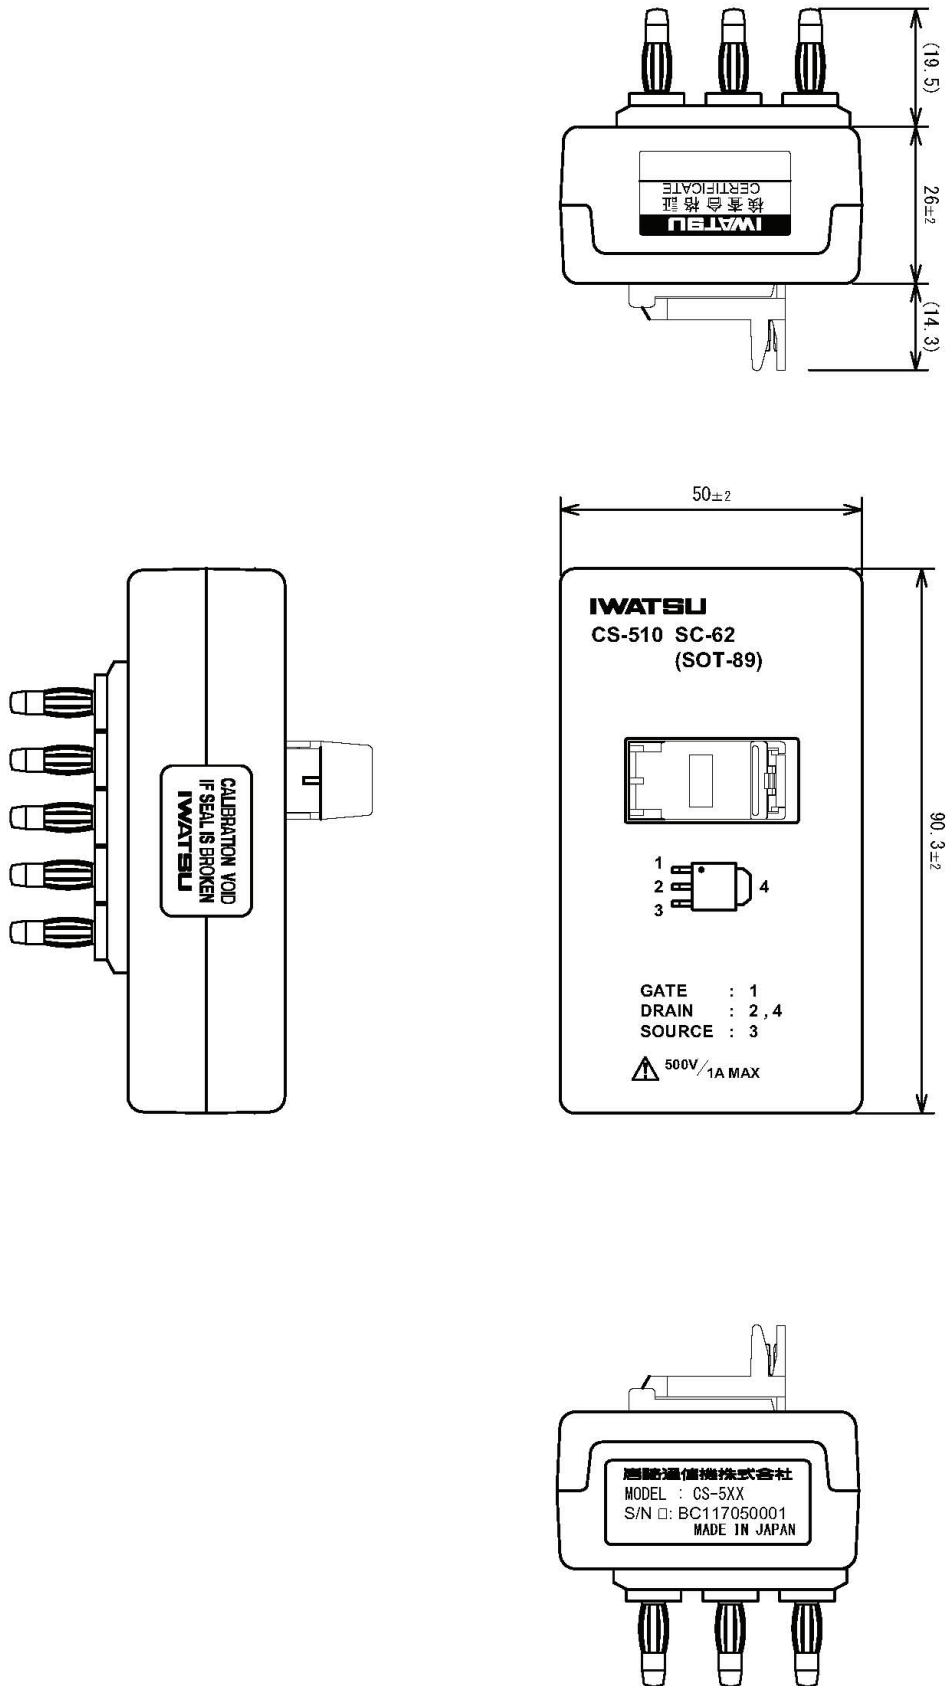 (19.5)
26±2
(14.3)
IWATSU
検査合格証
CERTIFICATE
50±2
90.3±2
IWATSU
CS-510 SC-62
(SOT-89)
1
2
3
4
GATE : 1
DRAIN : 2 , 4
SOURCE : 3
500V/1A MAX
CALIBRATION VOID
IF SEAL IS BROKEN
IWATSU
岩崎通信機株式会社
MODEL : CS-5XX
S/N □: BC117050001
MADE IN JAPAN